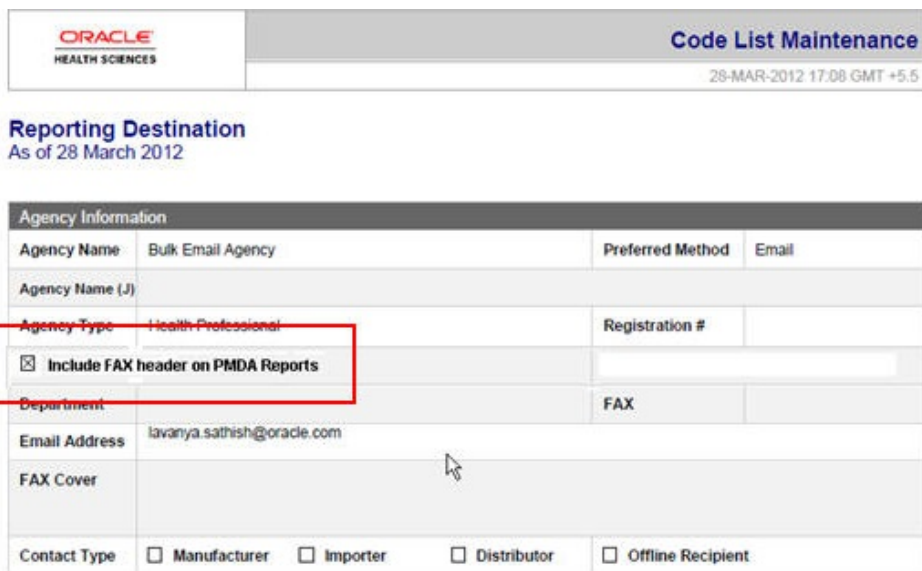 ORACLE
HEALTH SCIENCES
Code List Maintenance
28-MAR-2012 17:08 GMT +5.5
Reporting Destination
As of 28 March 2012
Agency Information
Agency Name Bulk Email Agency Preferred Method Email
Agency Name (J)
Agency Type Health Professional Registration #
Include FAX header on PMDA Reports
Department FAX
Email Address lavanya.sathish@oracle.com
FAX Cover
Contact Type Manufacturer Importer Distributor Offline Recipient